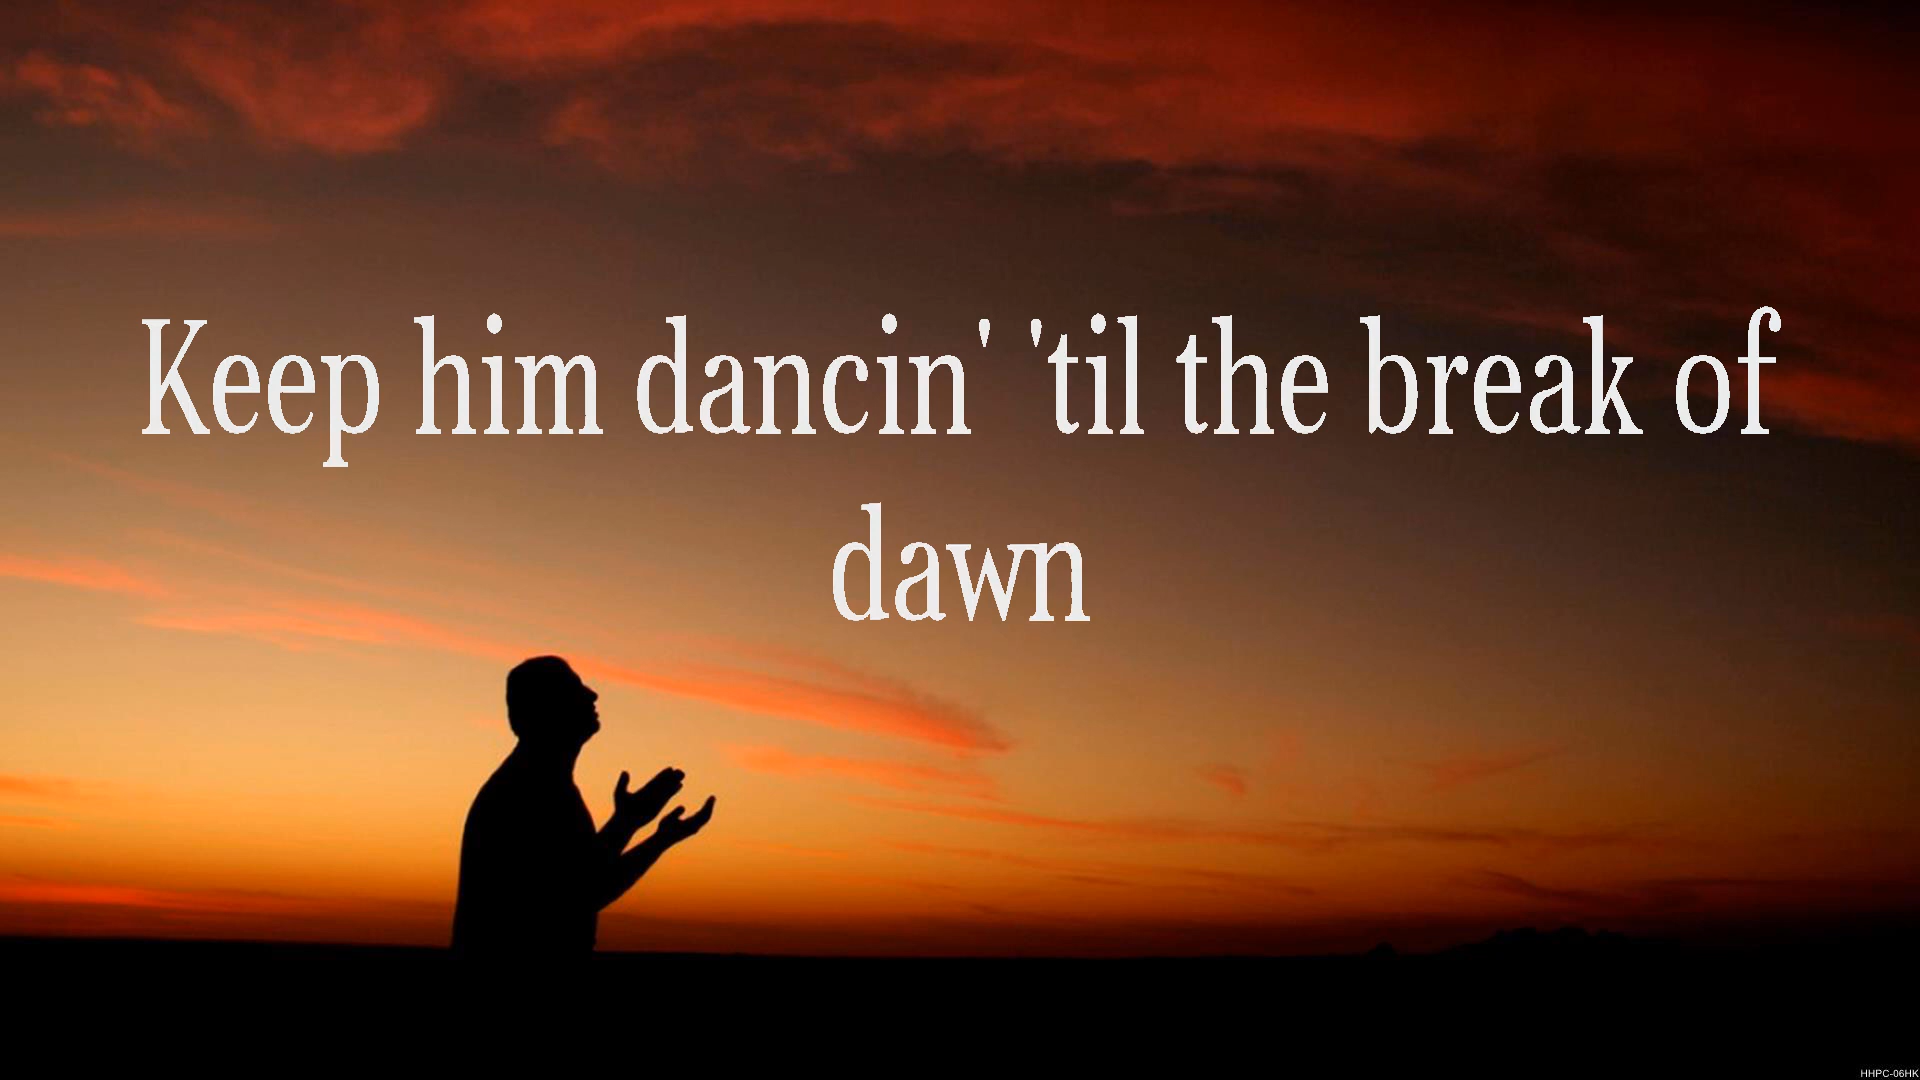 Keep him dancin' 'til the break of
dawn
HHPC-06HK